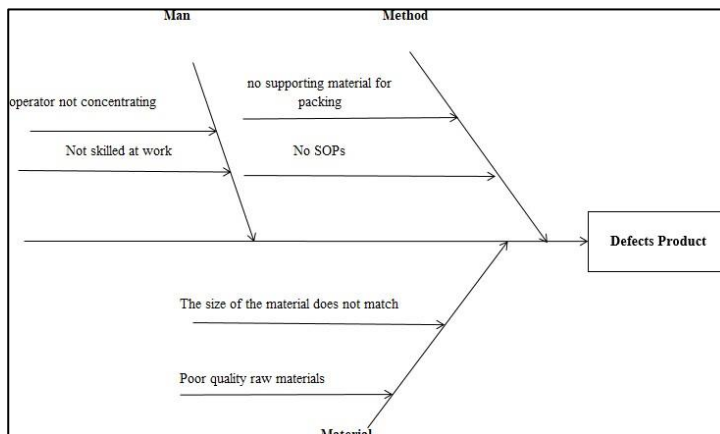 Man
Method
no supporting material for
packing
operator not concentrating
Not skilled at work
No SOPs
Defects Product
The size of the material does not match
Poor quality raw materials
Material